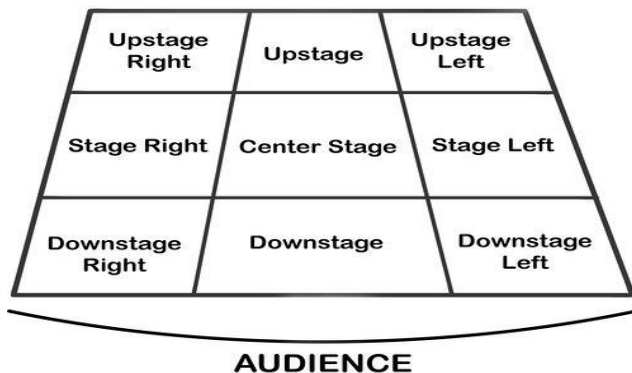 Upstage Right
Upstage
Upstage Left
Stage Right
Center Stage
Stage Left
Downstage Right
Downstage
Downstage Left
AUDIENCE